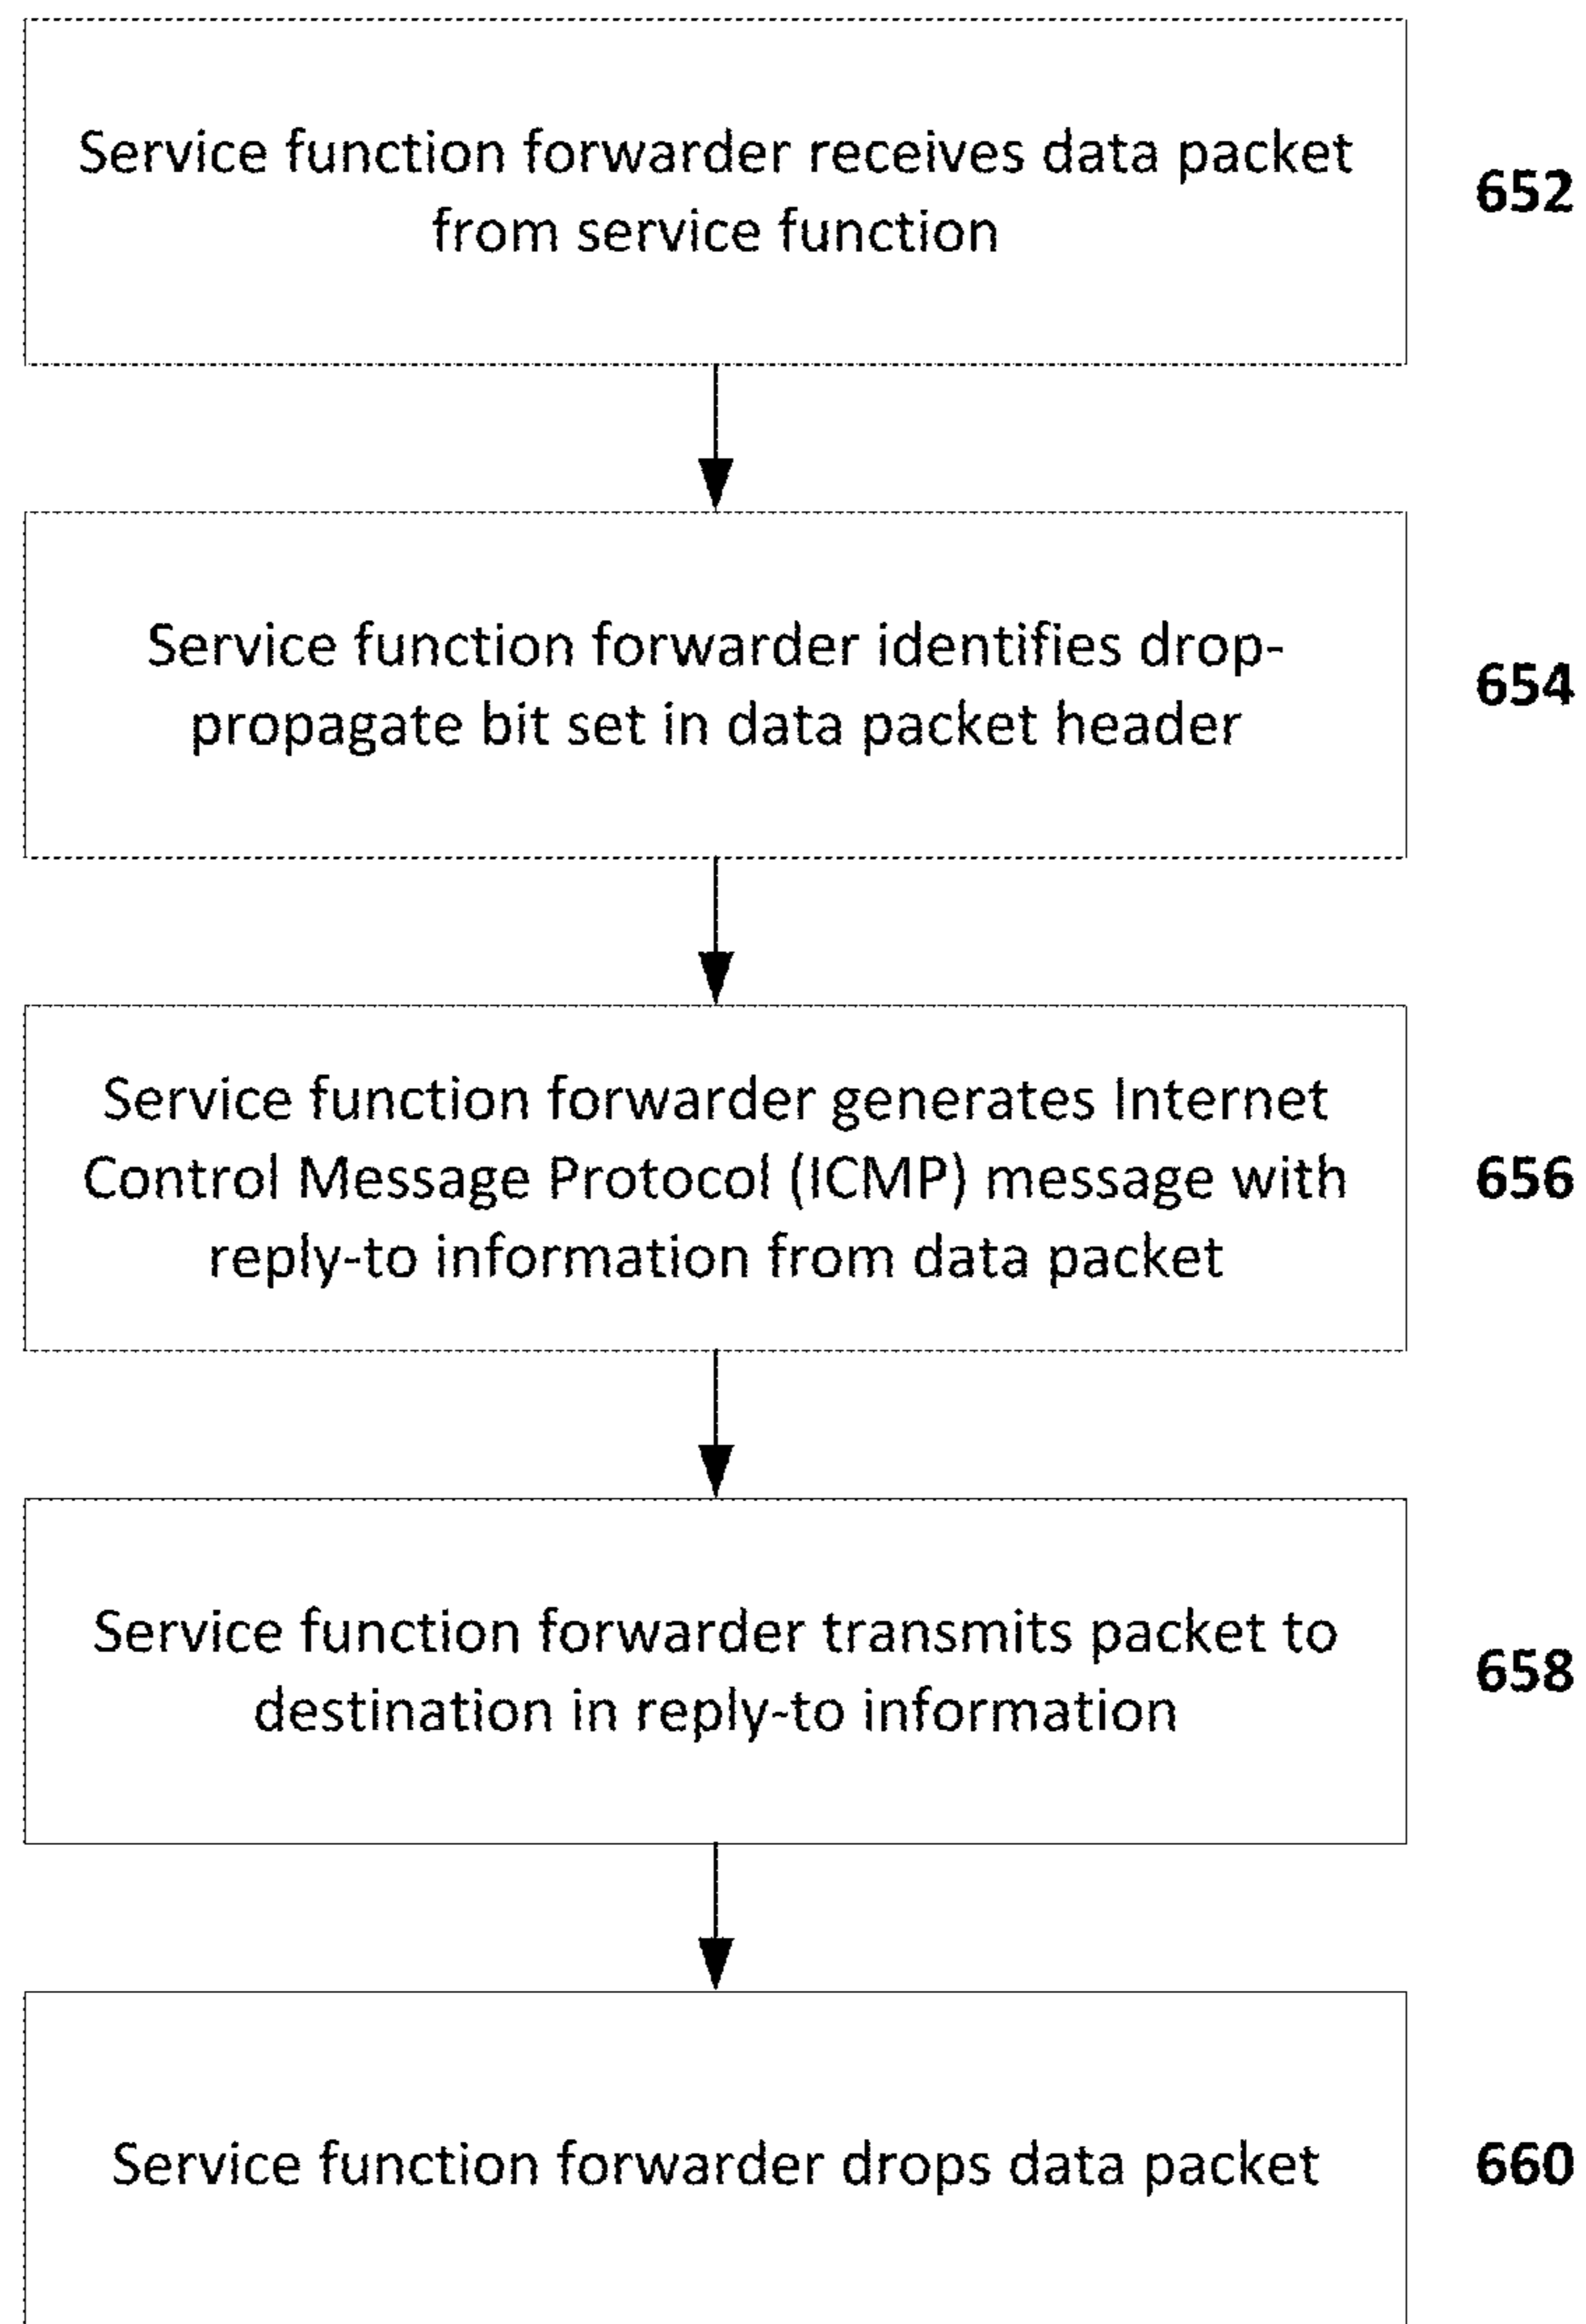 Service function forwarder receives data packet
from service function
652
Service function forwarder identifies drop-
propagate bit set in data packet header
654
Service function forwarder generates Internet
Control Message Protocol (ICMP) message with
reply-to information from data packet
656
Service function forwarder transmits packet to
destination in reply-to information
658
Service function forwarder drops data packet
660